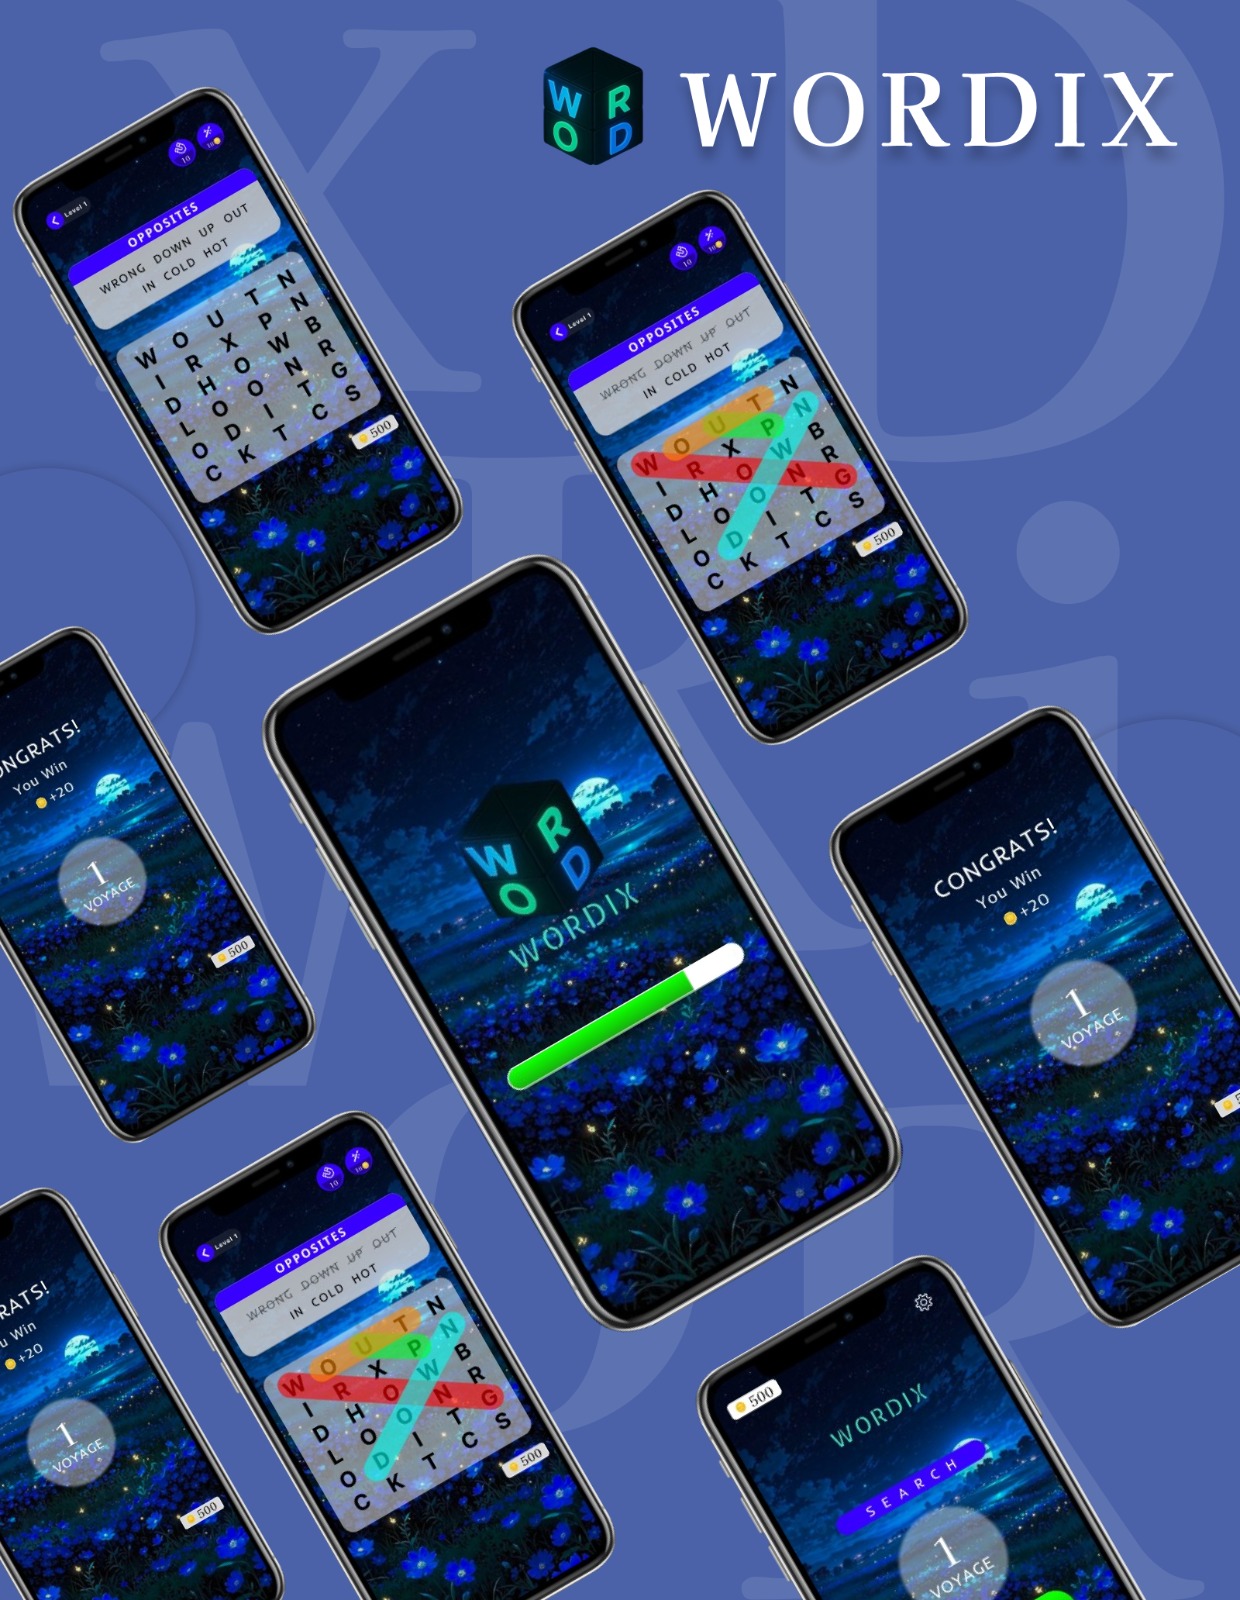 W
O
R
D
WORDIX
10
10
Level 1
OPPOSITES
WRONG DOWN UP OUT
IN COLD HOT
W O U T N
I R X P N
D H O W B
L O O N R
O D I T G
C K T C S
500
10
10
Level 1
OPPOSITES
WRONG DOWN UP OUT
IN COLD HOT
W O U T N
I R X P N
D H O W B
L O O N R
O D I T G
C K T C S
500
ONGRATS!
You Win
+20
1
VOYAGE
500
W
O
R
D
WORDIX
CONGRATS!
You Win
+20
1
VOYAGE
RATS!
u Win
+20
1
VOYAGE
500
10
10
Level 1
OPPOSITES
WRONG DOWN UP OUT
IN COLD HOT
W O U T N
I R X P N
D H O W B
L O O N R
O D I T G
C K T C S
500
500
WORDIX
SEARCH
1
VOYAGE